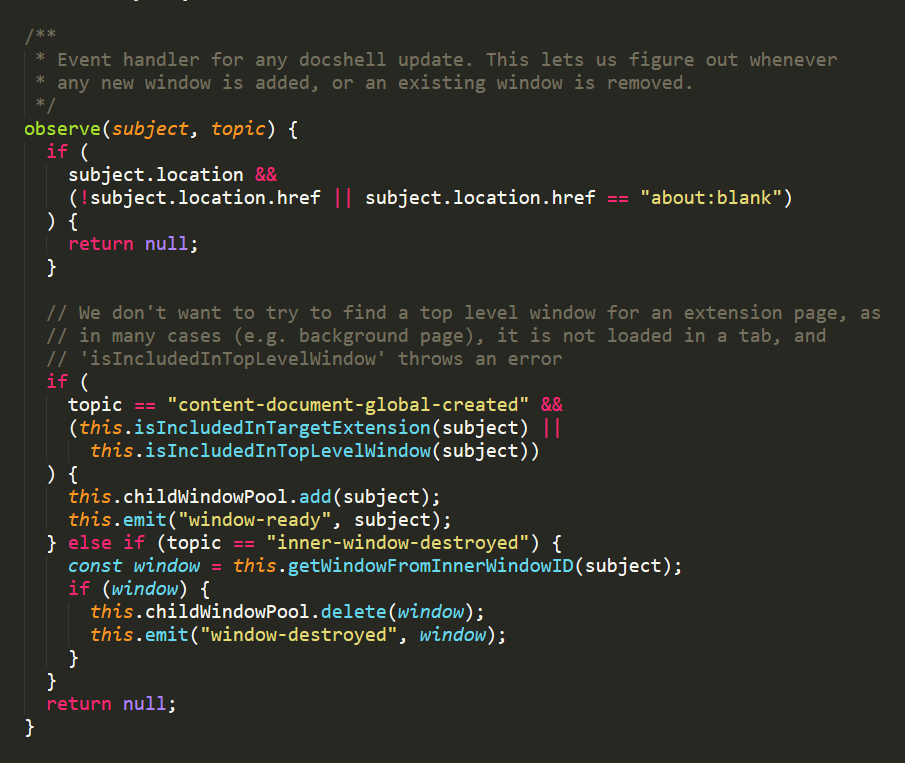 /**
 * Event handler for any docshell update. This lets us figure out whenever
 * any new window is added, or an existing window is removed.
 */
observe(subject, topic) {
  if (
    subject.location &&
    (!subject.location.href || subject.location.href == "about:blank")
  ) {
    return null;
  }

  // We don't want to try to find a top level window for an extension page, as
  // in many cases (e.g. background page), it is not loaded in a tab, and
  // 'isIncludedInTopLevelWindow' throws an error
  if (
    topic == "content-document-global-created" &&
    (this.isIncludedInTargetExtension(subject) ||
      this.isIncludedInTopLevelWindow(subject))
  ) {
    this.childWindowPool.add(subject);
    this.emit("window-ready", subject);
  } else if (topic == "inner-window-destroyed") {
    const window = this.getWindowFromInnerWindowID(subject);
    if (window) {
      this.childWindowPool.delete(window);
      this.emit("window-destroyed", window);
    }
  }
  return null;
}